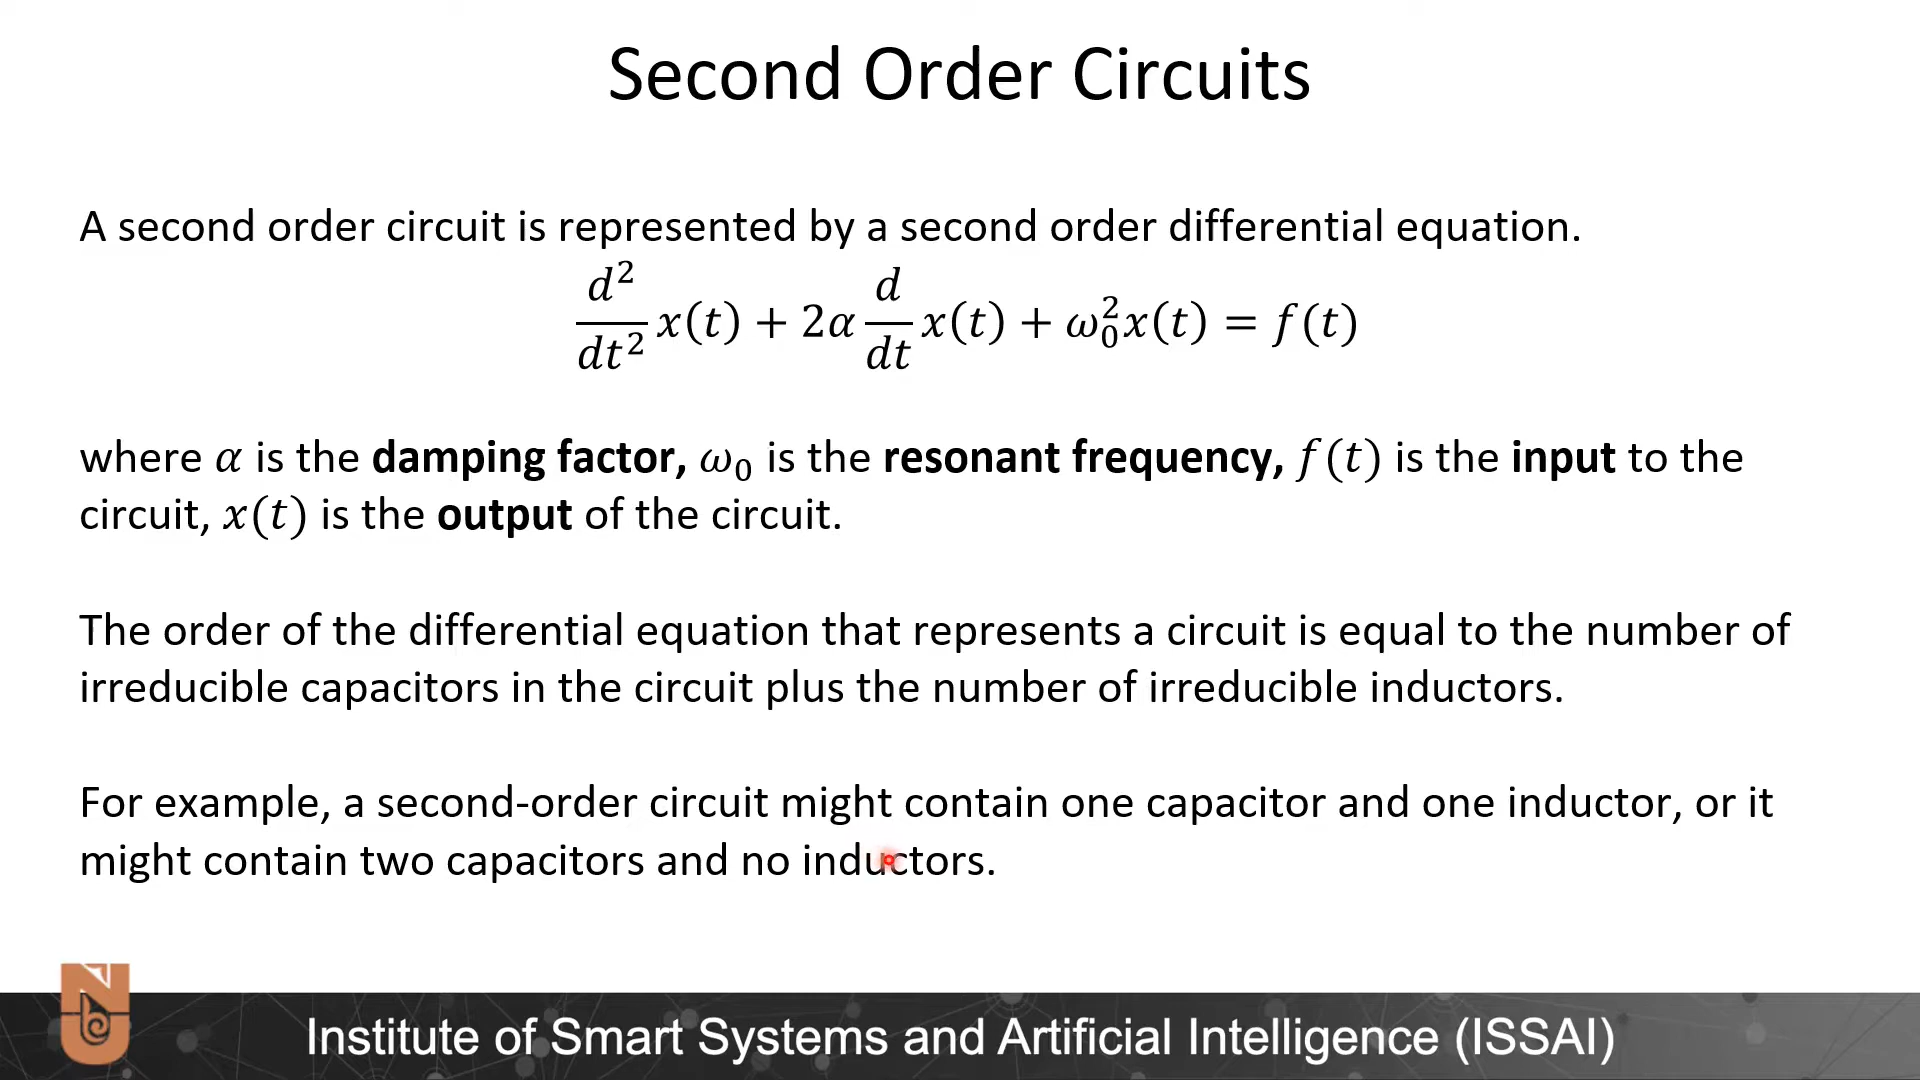 Second Order Circuits
A second order circuit is represented by a second order differential equation.
d²/dt² x(t) + 2α d/dt x(t) + ω₀²x(t) = f(t)
where α is the damping factor, ω₀ is the resonant frequency, f(t) is the input to the
circuit, x(t) is the output of the circuit.
The order of the differential equation that represents a circuit is equal to the number of
irreducible capacitors in the circuit plus the number of irreducible inductors.
For example, a second-order circuit might contain one capacitor and one inductor, or it
might contain two capacitors and no inductors.
Institute of Smart Systems and Artificial Intelligence (ISSAI)